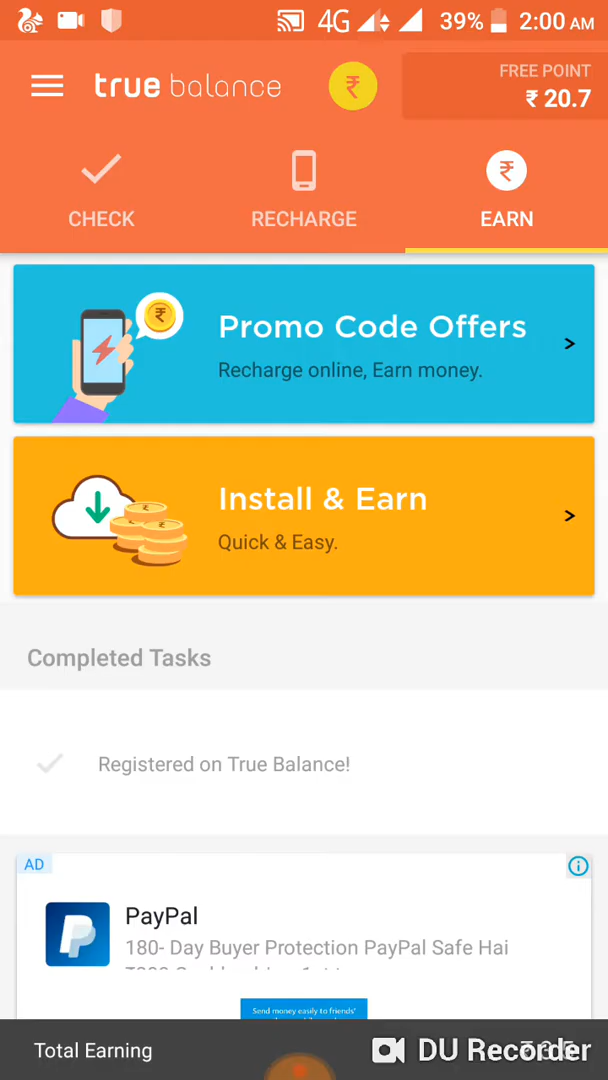 4G 39% 2:00 AM
true balance ₹ FREE POINT
₹ 20.7
CHECK RECHARGE EARN
Promo Code Offers
Recharge online, Earn money.
Install & Earn
Quick & Easy.
Completed Tasks
Registered on True Balance!
AD
PayPal
180- Day Buyer Protection PayPal Safe Hai
Send money easily to friends'
Total Earning DU Recorder